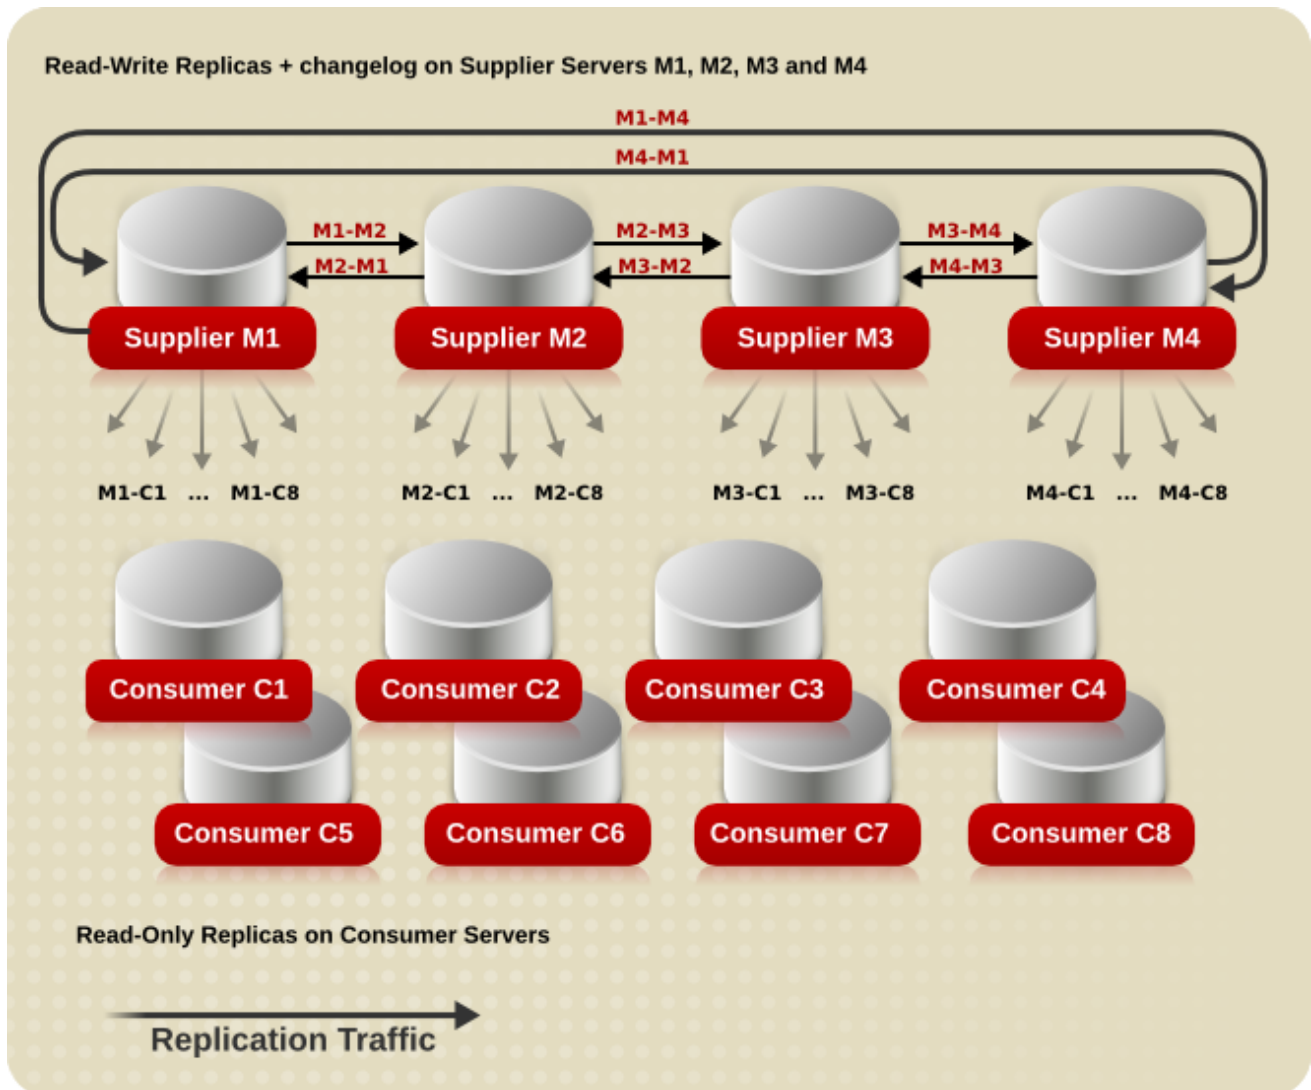 Read-Write Replicas + changelog on Supplier Servers M1, M2, M3 and M4
M1-M4
M4-M1
M1-M2 M2-M3 M3-M4
M2-M1 M3-M2 M4-M3
Supplier M1 Supplier M2 Supplier M3 Supplier M4
M1-C1 ... M1-C8 M2-C1 ... M2-C8 M3-C1 ... M3-C8 M4-C1 ... M4-C8
Consumer C1 Consumer C2 Consumer C3 Consumer C4
Consumer C5 Consumer C6 Consumer C7 Consumer C8
Read-Only Replicas on Consumer Servers
Replication Traffic